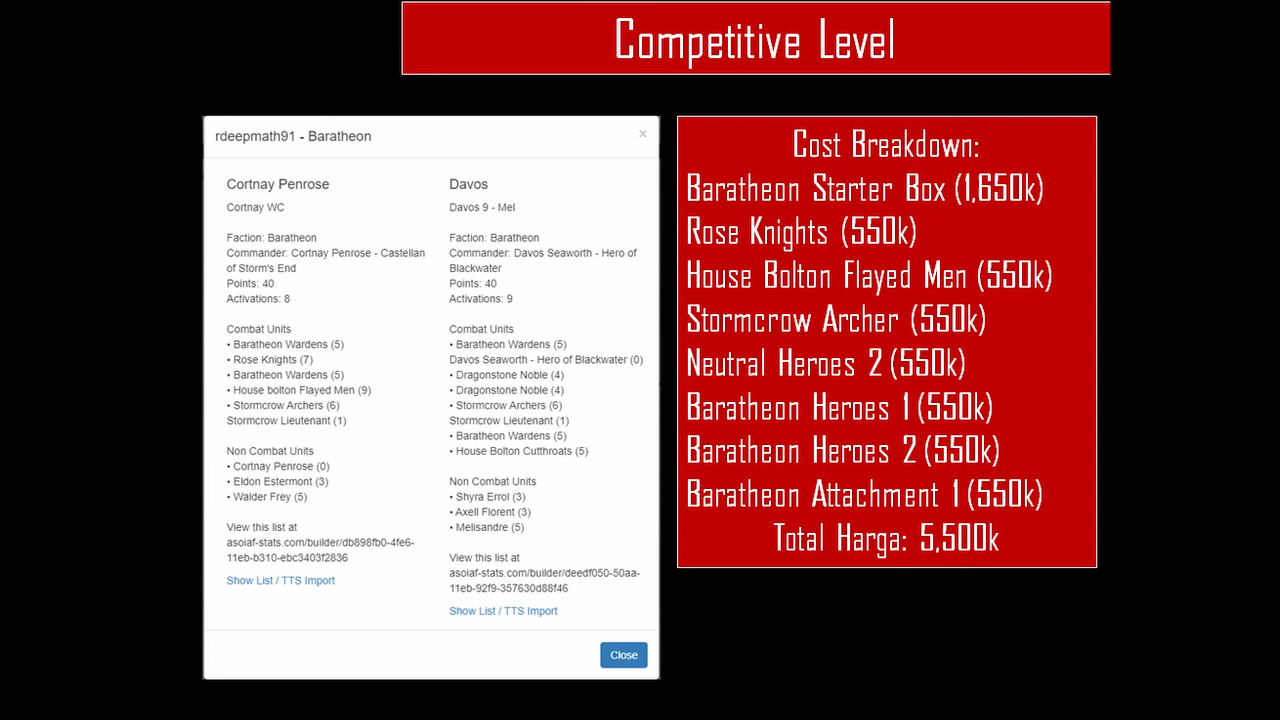 Competitive Level
rdeepmath91 - Baratheon
×
Cortnay Penrose
Cortnay WC
Faction: Baratheon
Commander: Cortnay Penrose - Castellan
of Storm's End
Points: 40
Activations: 8
Combat Units
• Baratheon Wardens (5)
• Rose Knights (7)
• Baratheon Wardens (5)
• House bolton Flayed Men (9)
• Stormcrow Archers (6)
Stormcrow Lieutenant (1)
Non Combat Units
• Cortnay Penrose (0)
• Eldon Estermont (3)
• Walder Frey (5)
View this list at
asoiaf-stats.com/builder/db898fb0-4fe6-
11eb-b310-ebc3403f2836
Show List / TTS Import
Davos
Davos 9 - Mel
Faction: Baratheon
Commander: Davos Seaworth - Hero of
Blackwater
Points: 40
Activations: 9
Combat Units
• Baratheon Wardens (5)
Davos Seaworth - Hero of Blackwater (0)
• Dragonstone Noble (4)
• Dragonstone Noble (4)
• Stormcrow Archers (6)
Stormcrow Lieutenant (1)
• Baratheon Wardens (5)
• House Bolton Cutthroats (5)
Non Combat Units
• Shyra Errol (3)
• Axell Florent (3)
• Melisandre (5)
View this list at
asoiaf-stats.com/builder/deedf050-50aa-
11eb-92f9-357630d88f46
Show List / TTS Import
Close
Cost Breakdown:
Baratheon Starter Box (1,650k)
Rose Knights (550k)
House Bolton Flayed Men (550k)
Stormcrow Archer (550k)
Neutral Heroes 2 (550k)
Baratheon Heroes 1 (550k)
Baratheon Heroes 2 (550k)
Baratheon Attachment 1 (550k)
Total Harga: 5,500k